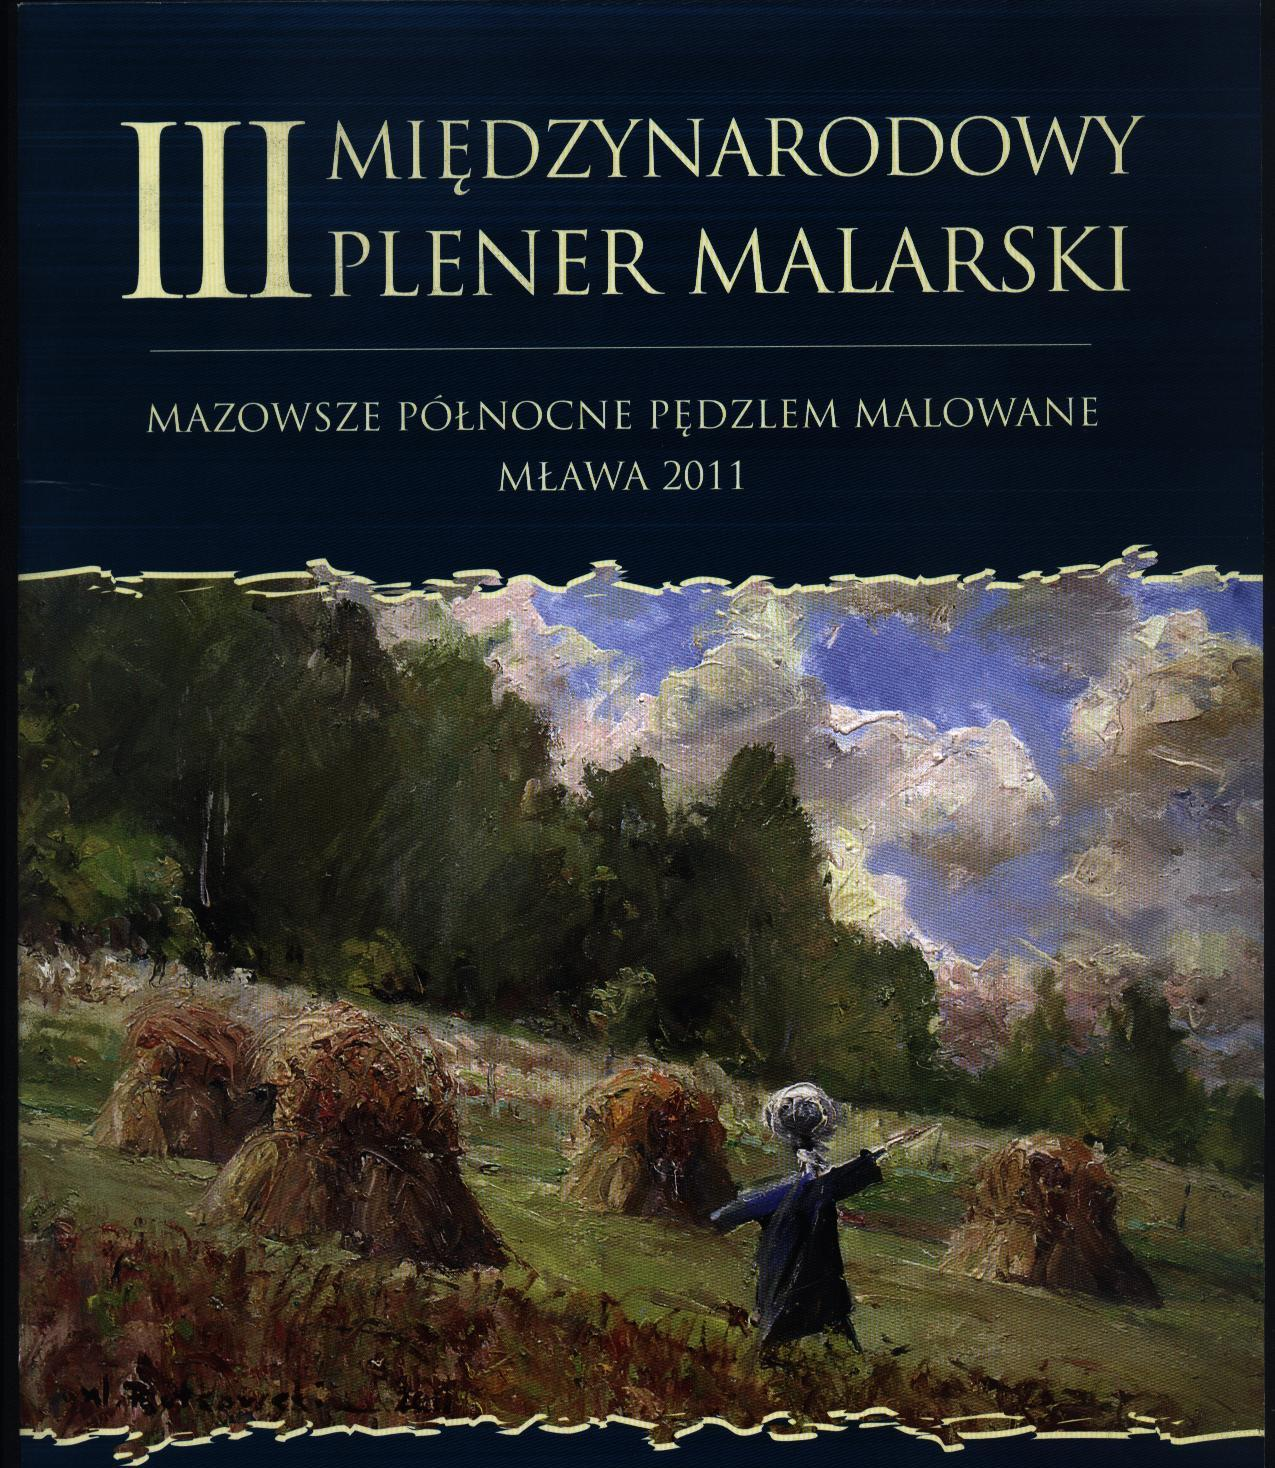 III MIĘDZYNARODOWY
PLENER MALARSKI
MAZOWSZE PÓŁNOCNE PĘDZLEM MALOWANE
MŁAWA 2011